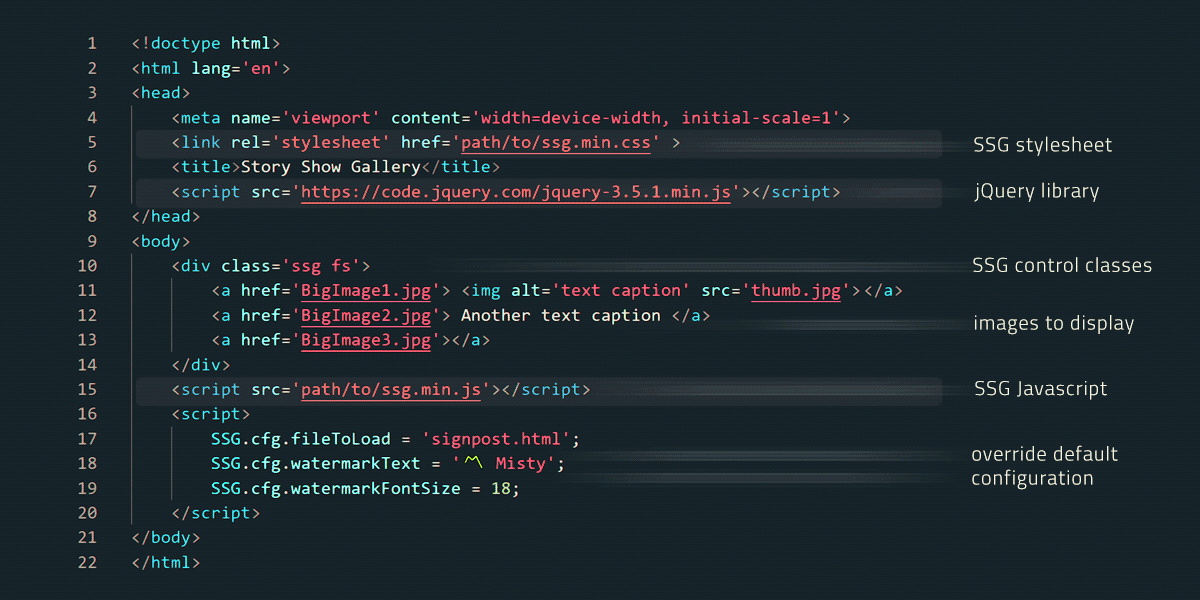 1 <!doctype html>
2 <html lang='en'>
3 <head>
4 <meta name='viewport' content='width=device-width, initial-scale=1'>
5 <link rel='stylesheet' href='path/to/ssg.min.css' > SSG stylesheet
6 <title>Story Show Gallery</title>
7 <script src='https://code.jquery.com/jquery-3.5.1.min.js'></script> jQuery library
8 </head>
9 <body>
10 <div class='ssg fs'> SSG control classes
11 <a href='BigImage1.jpg'> <img alt='text caption' src='thumb.jpg'></a>
12 <a href='BigImage2.jpg'> Another text caption </a> images to display
13 <a href='BigImage3.jpg'></a>
14 </div>
15 <script src='path/to/ssg.min.js'></script> SSG Javascript
16 <script>
17 SSG.cfg.fileToLoad = 'signpost.html';
18 SSG.cfg.watermarkText = ' Misty'; override default
19 SSG.cfg.watermarkFontSize = 18; configuration
20 </script>
21 </body>
22 </html>